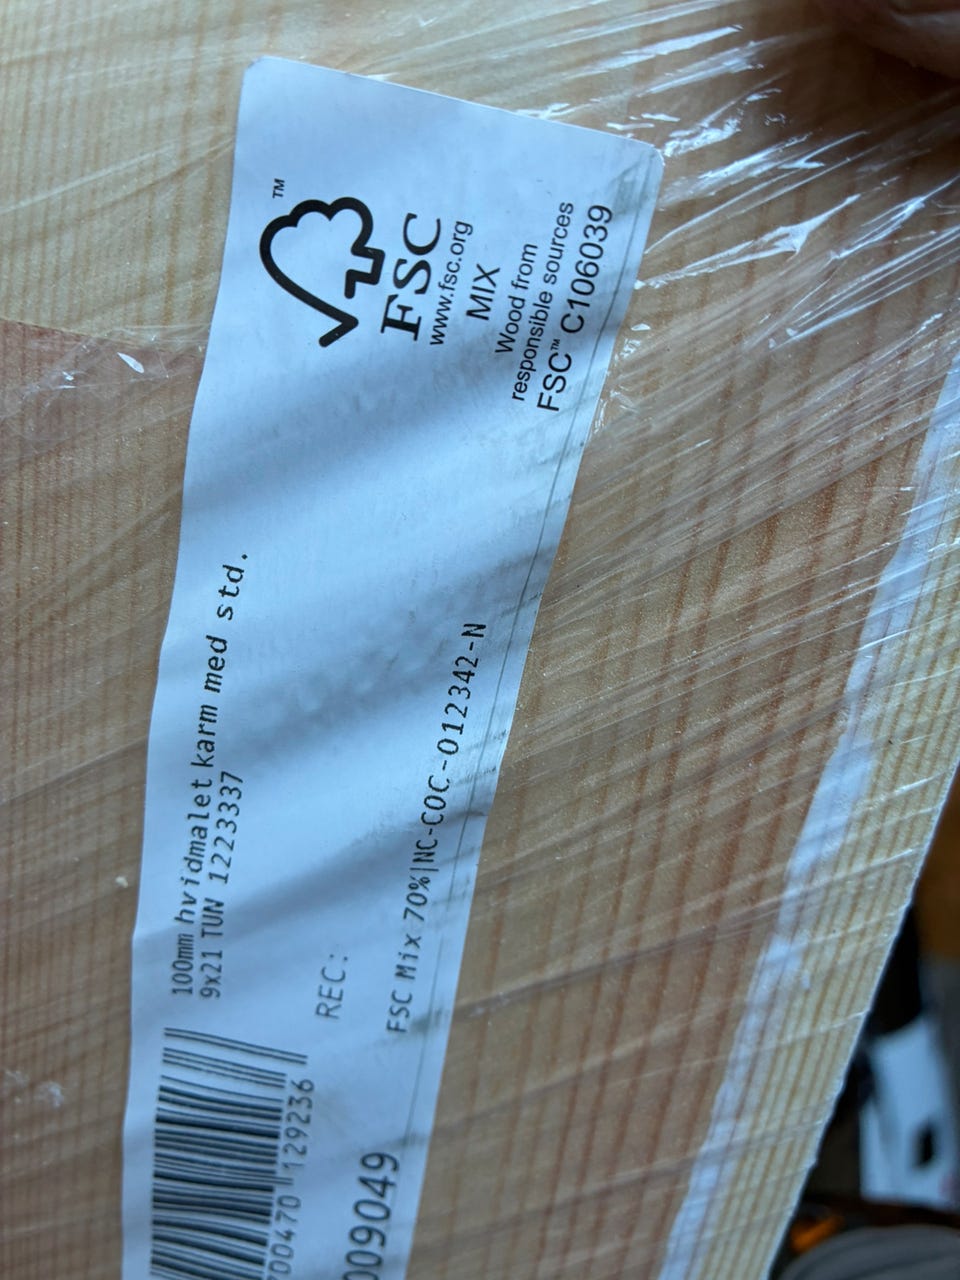 ™
FSC
www.fsc.org
MIX
Wood from
responsible sources
FSC™ C106039
100mm hvidmalet karm med std.
9x21 TUN 1223337
REC:
FSC Mix 70%|NC-COC-012342-N
700470 129236
009049